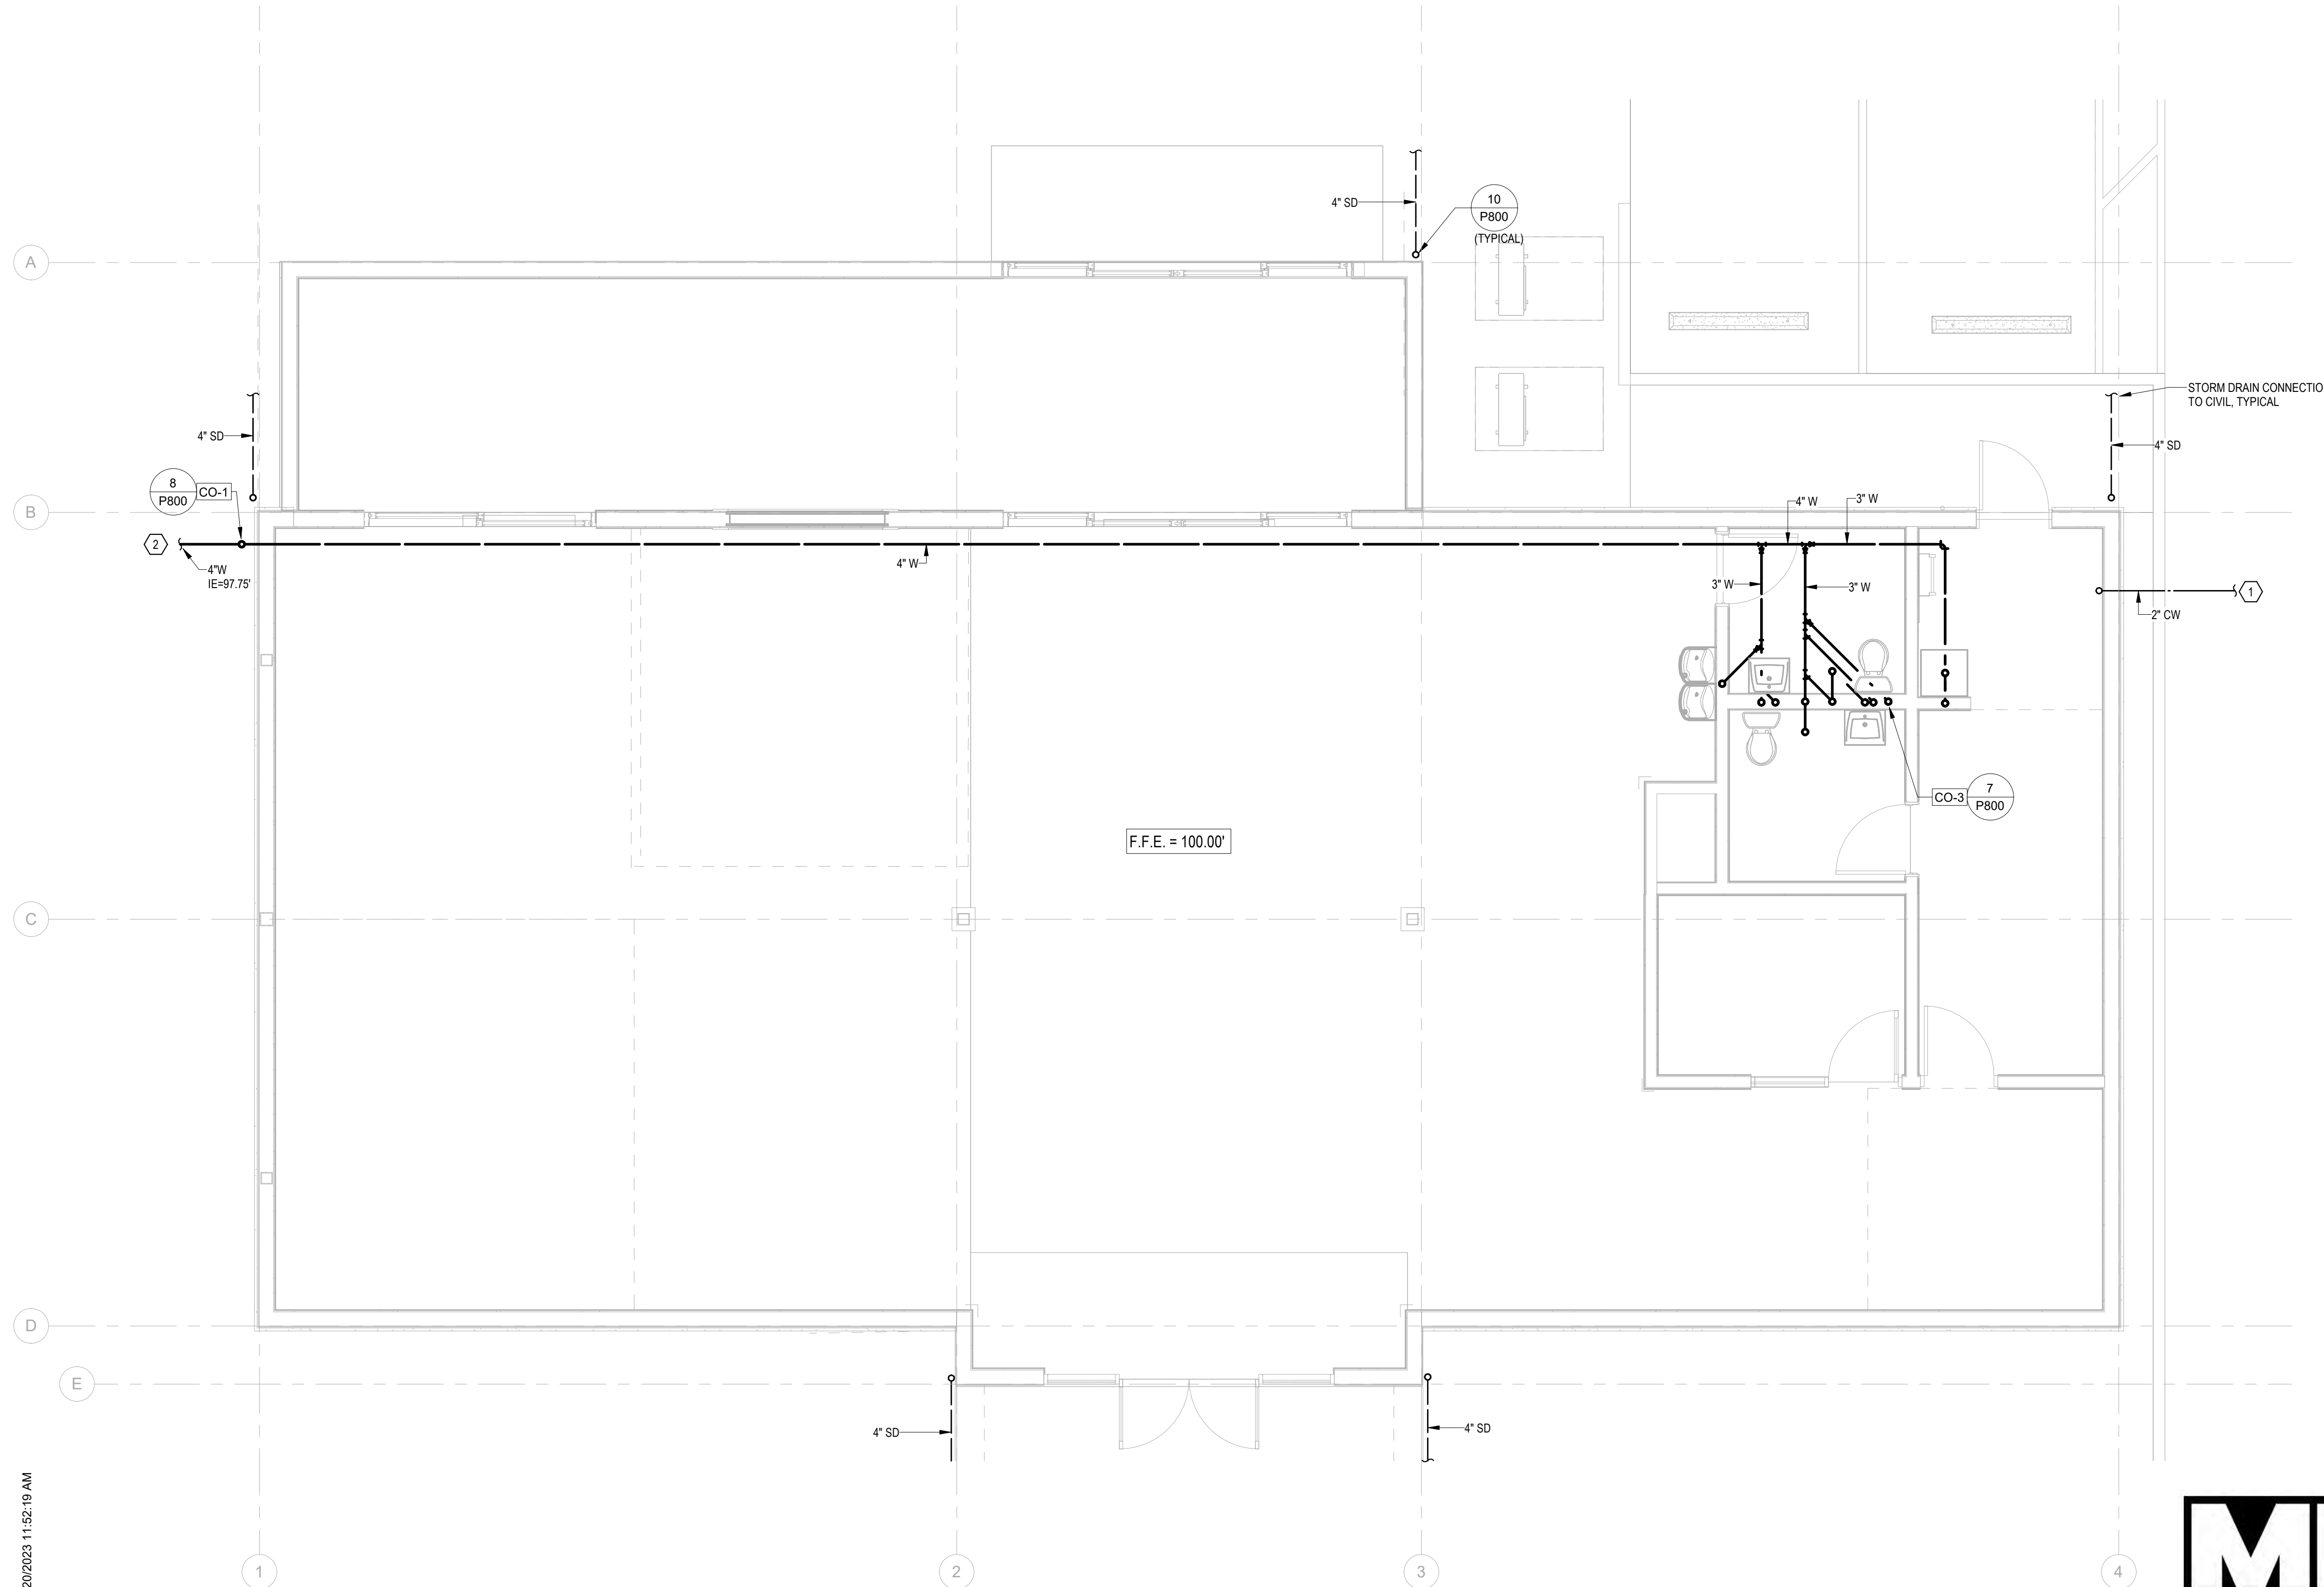 4" SD
10
P800
(TYPICAL)
A
STORM DRAIN CONNECTIO
TO CIVIL, TYPICAL
4" SD
4" SD
8
P800
CO-1
B
4" W
3" W
2
4"W
IE=97.75'
4" W
3" W
3" W
1
2" CW
CO-3
7
P800
F.F.E. = 100.00'
C
D
E
4" SD
4" SD
20/2023 11:52:19 AM
1
2
3
4
M